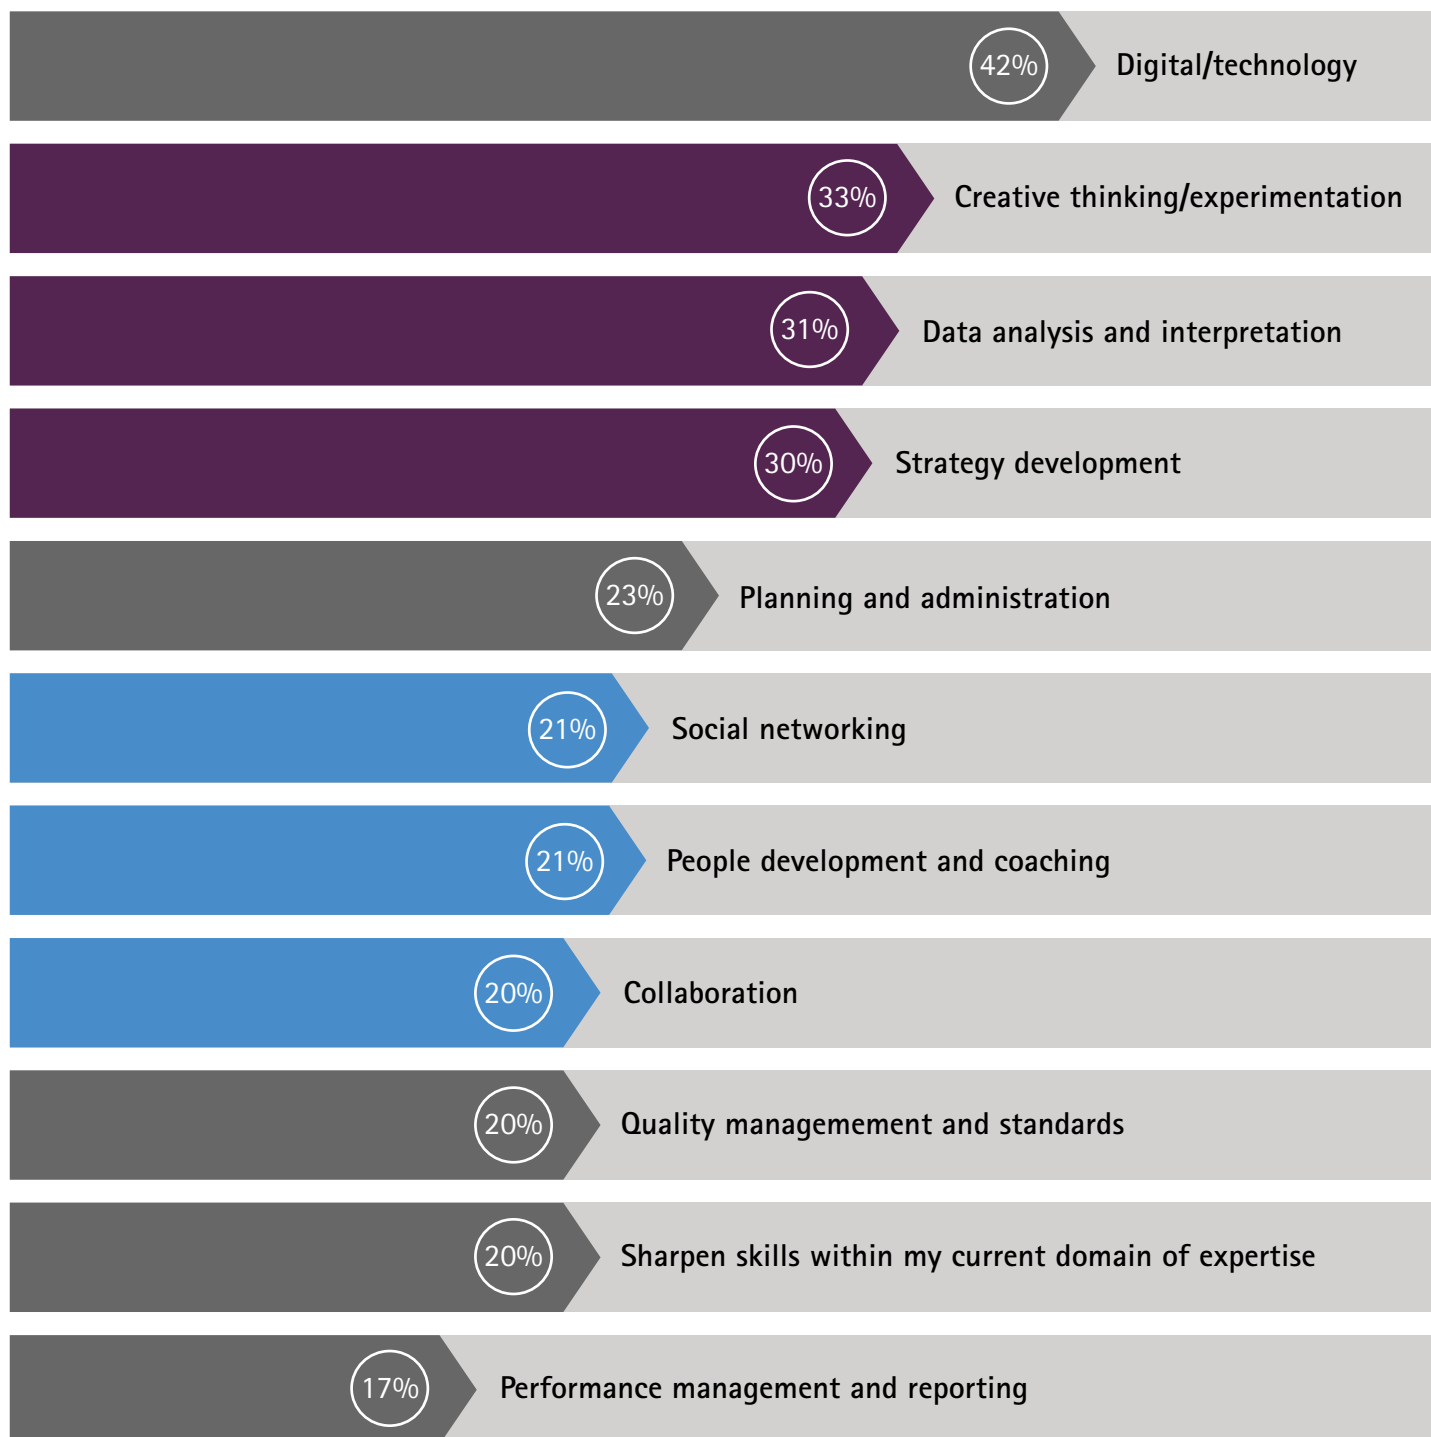 42% Digital/technology
33% Creative thinking/experimentation
31% Data analysis and interpretation
30% Strategy development
23% Planning and administration
21% Social networking
21% People development and coaching
20% Collaboration
20% Quality managemement and standards
20% Sharpen skills within my current domain of expertise
17% Performance management and reporting